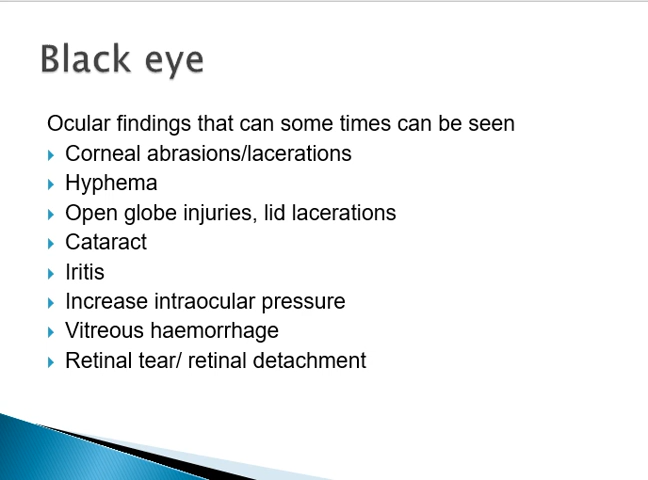 Black eye
Ocular findings that can some times can be seen
Corneal abrasions/lacerations
Hyphema
Open globe injuries, lid lacerations
Cataract
Iritis
Increase intraocular pressure
Vitreous haemorrhage
Retinal tear/ retinal detachment